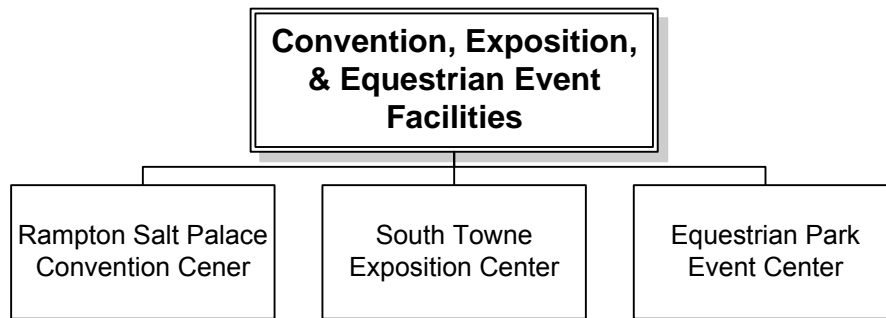 Convention, Exposition,
& Equestrian Event
Facilities
Rampton Salt Palace
Convention Cener
South Towne
Exposition Center
Equestrian Park
Event Center